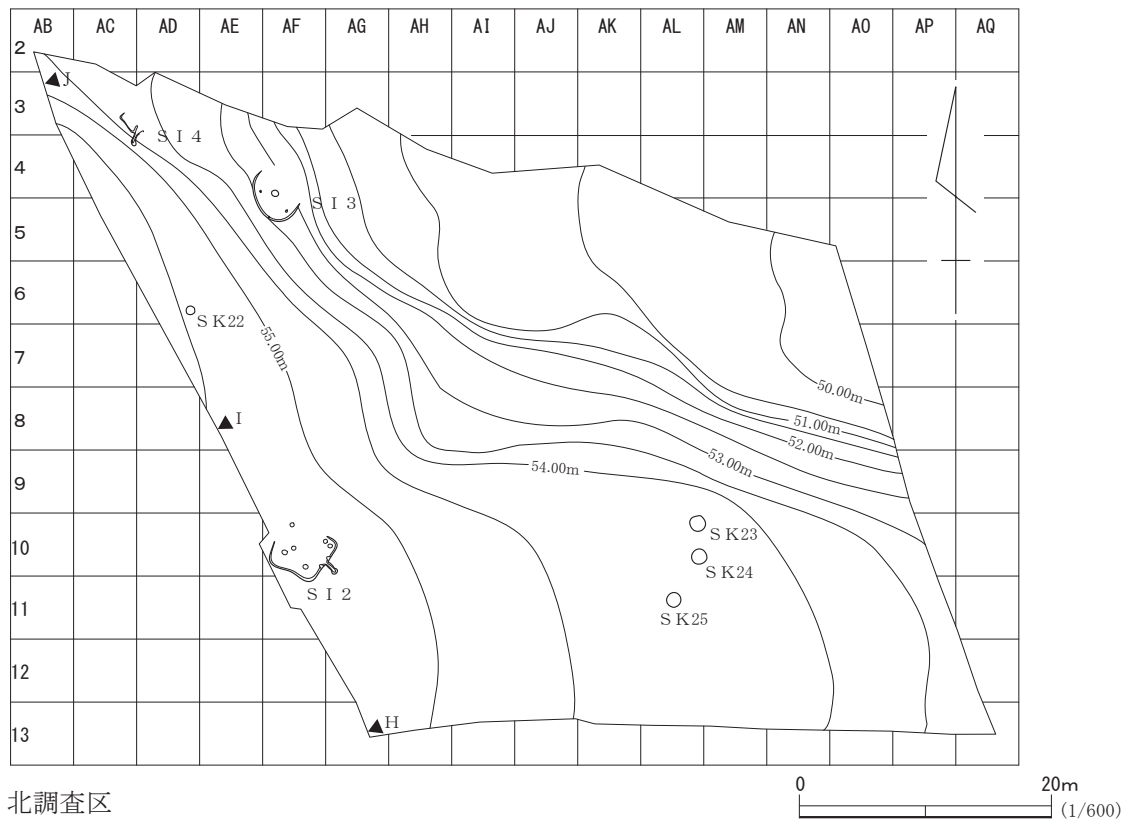 AB AC AD AE AF AG AH AI AJ AK AL AM AN AO AP AQ
2
J
3
SI4
4
SI3
5
6
SK22
55.00m
7
50.00m
8
I
51.00m
52.00m
53.00m
54.00m
9
SK23
10
SK24
SI2
11
SK25
12
H
13
北調査区
0 20m
(1/600)